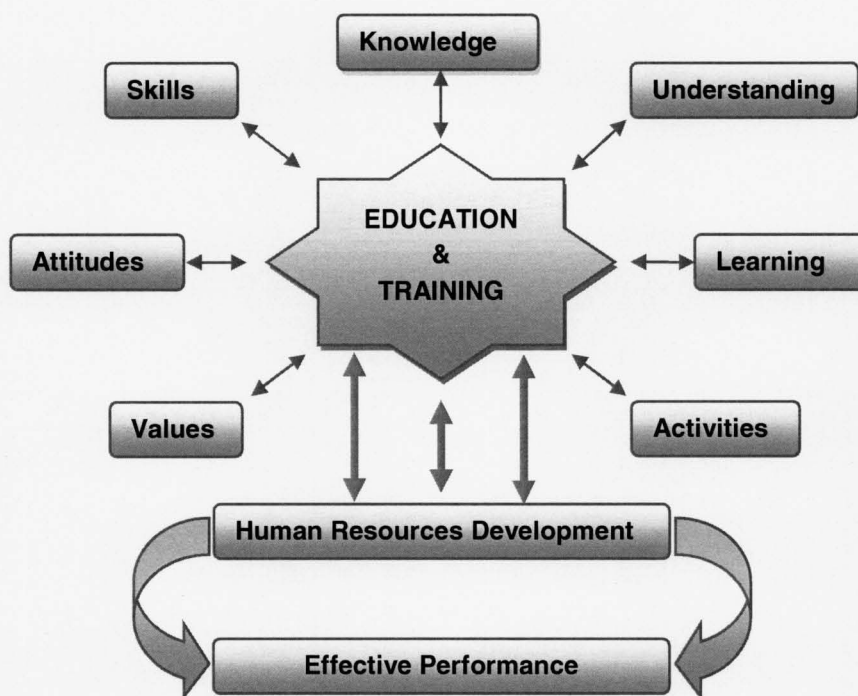 Knowledge
Skills
Understanding
EDUCATION
&
TRAINING
Attitudes
Learning
Values
Activities
Human Resources Development
Effective Performance